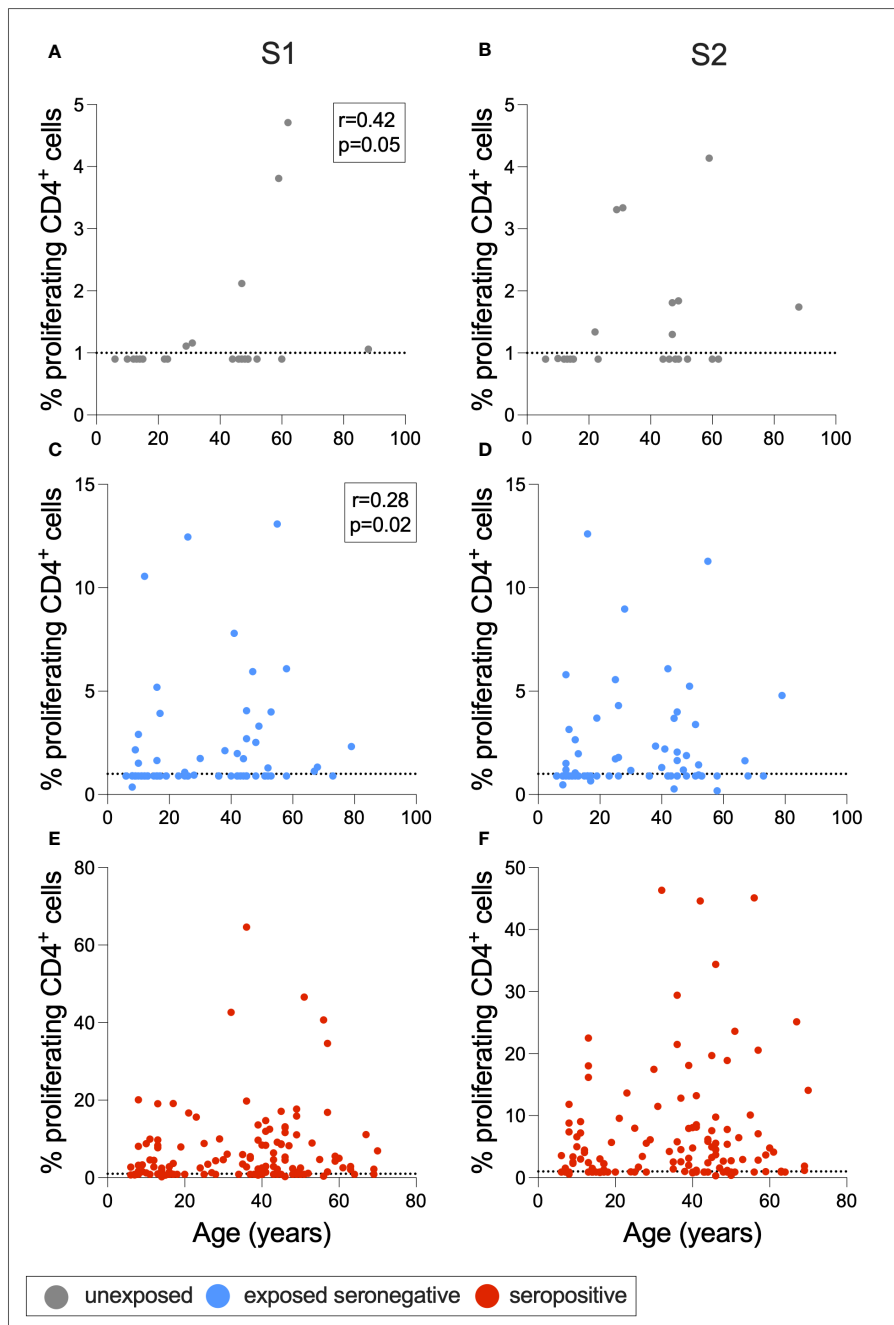 A
S1
B
S2
% proliferating CD4⁺ cells
5
4
3
2
1
0
r=0.42
p=0.05
0 20 40 60 80 100
% proliferating CD4⁺ cells
5
4
3
2
1
0
0 20 40 60 80 100
C
% proliferating CD4⁺ cells
15
10
5
0
r=0.28
p=0.02
0 20 40 60 80 100
D
% proliferating CD4⁺ cells
15
10
5
0
0 20 40 60 80 100
E
% proliferating CD4⁺ cells
80
60
40
20
0
0 20 40 60 80
Age (years)
F
% proliferating CD4⁺ cells
50
40
30
20
10
0
0 20 40 60 80
Age (years)
unexposed exposed seronegative seropositive